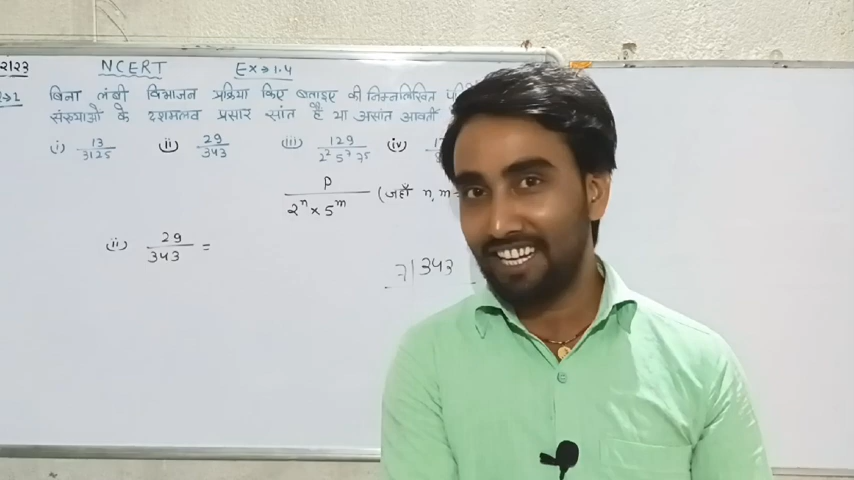 2123 NCERT Ex→1.4
बिना लंबी विभाजन प्रक्रिया किए बताइए की निम्नलिखित
संख्याओं के दशमलव प्रसार सांत है या असांत आवर्ती
(i) 13/3125 (ii) 29/343 (iii) 129/2² 5⁷ 7⁵ (iv)
P/2ⁿ × 5ᵐ (जहाँ n, m
(ii) 29/343 =
7|343